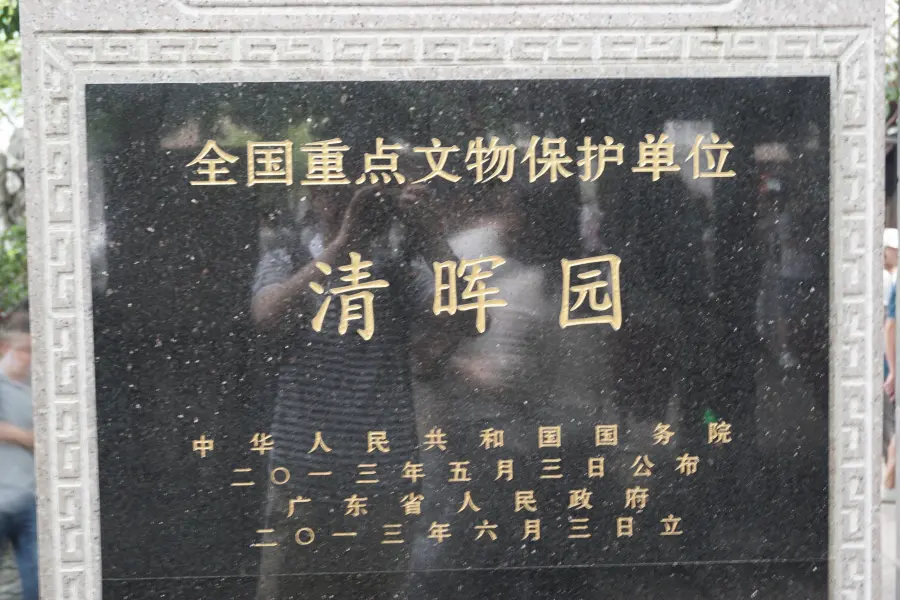 全国重点文物保护单位
清晖园
中华人民共和国国务院
二〇一三年五月三日公布
广东省人民政府
二〇一三年六月三日立